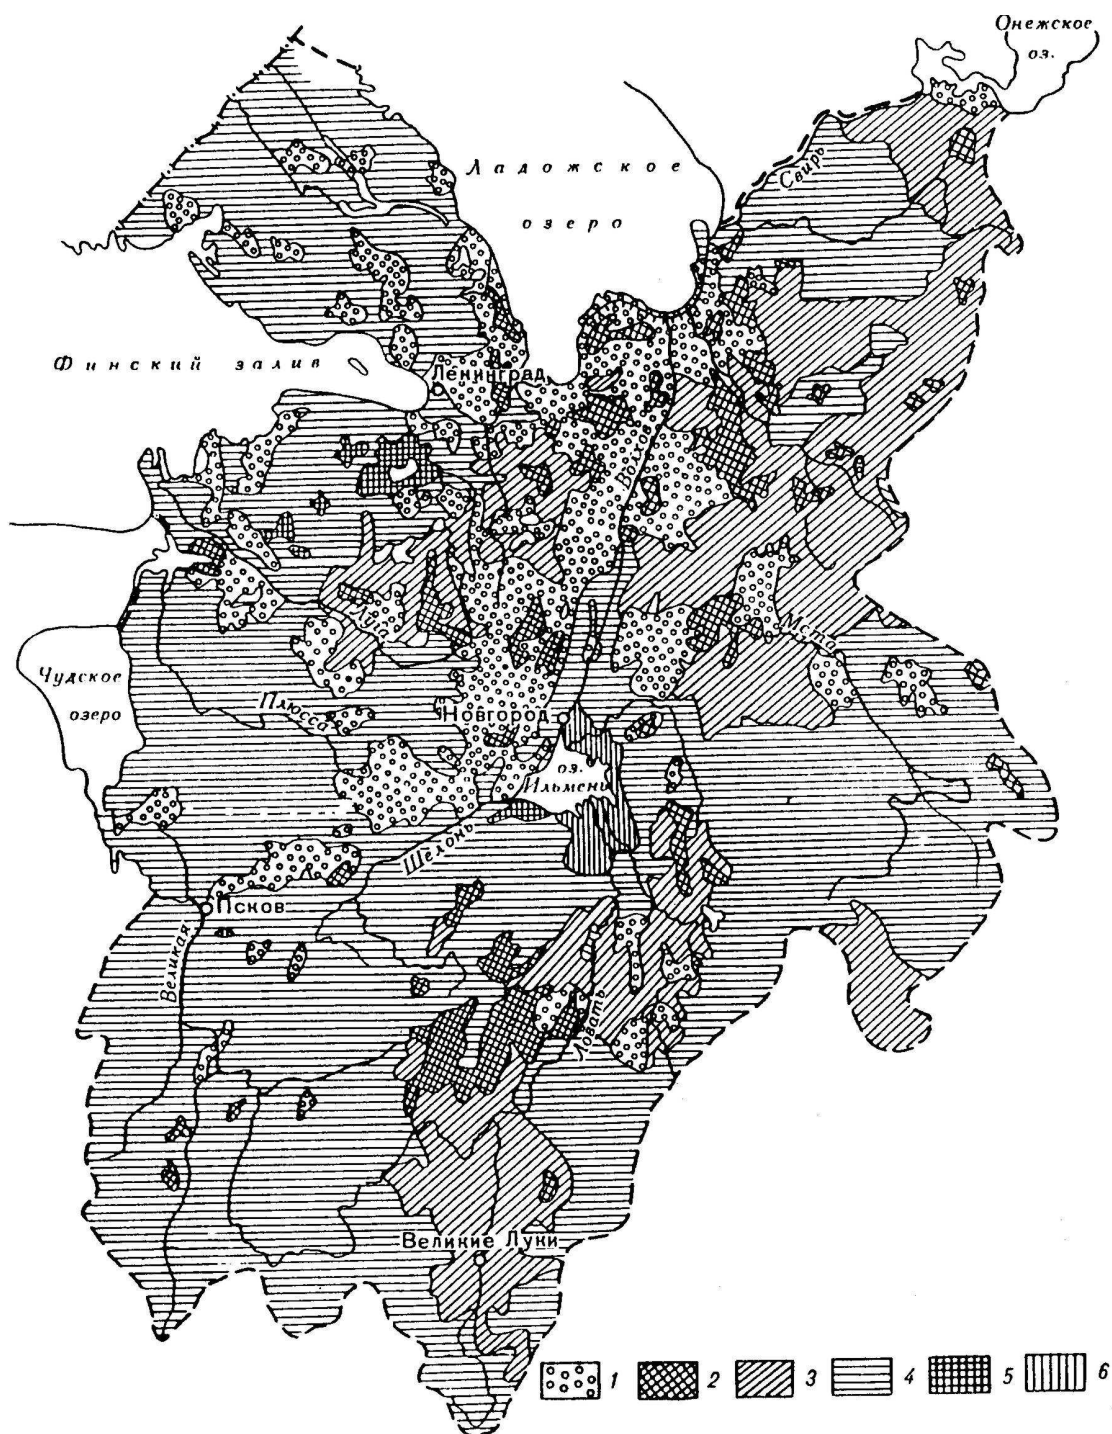 Онежское
оз.
Ладожское
озеро
Свирь
Финский залив
Ленинград
Волхов
Луга
Мста
Чудское
озеро
Плюсса
Новгород
оз.
Ильмень
Шелонь
Псков
Великая
Ловать
Великие Луки
1 2 3 4 5 6